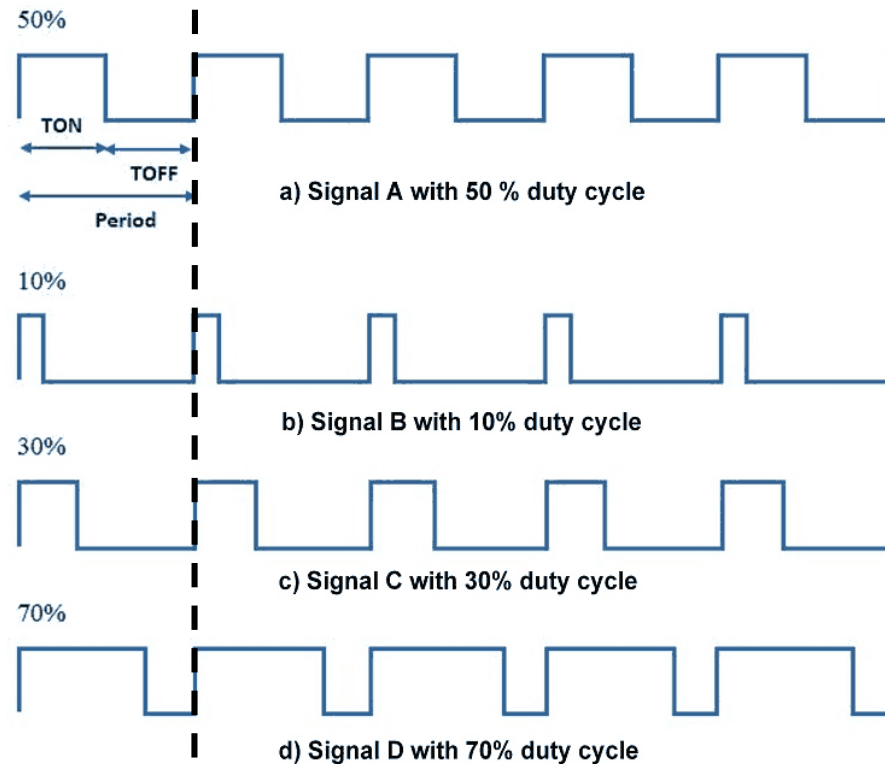 50%
TON
TOFF
Period
a) Signal A with 50 % duty cycle
10%
b) Signal B with 10% duty cycle
30%
c) Signal C with 30% duty cycle
70%
d) Signal D with 70% duty cycle